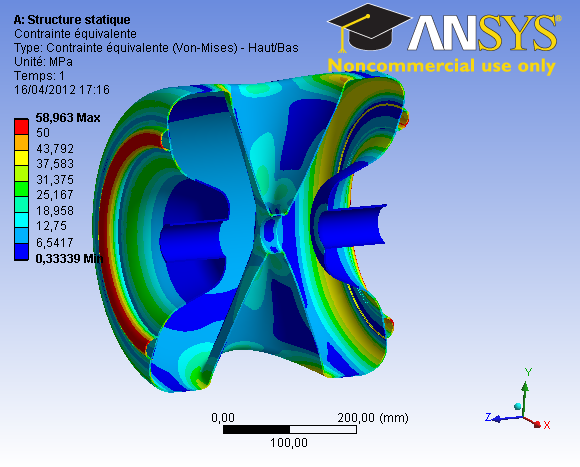 A: Structure statique
Contrainte équivalente
Type: Contrainte équivalente (Von-Mises) - Haut/Bas
Unité: MPa
Temps: 1
16/04/2012 17:16
ANSYS®
Noncommercial use only
58,963 Max
50
43,792
37,583
31,375
25,167
18,958
12,75
6,5417
0,33339 Min
0,00
200,00 (mm)
100,00
Y
Z
X